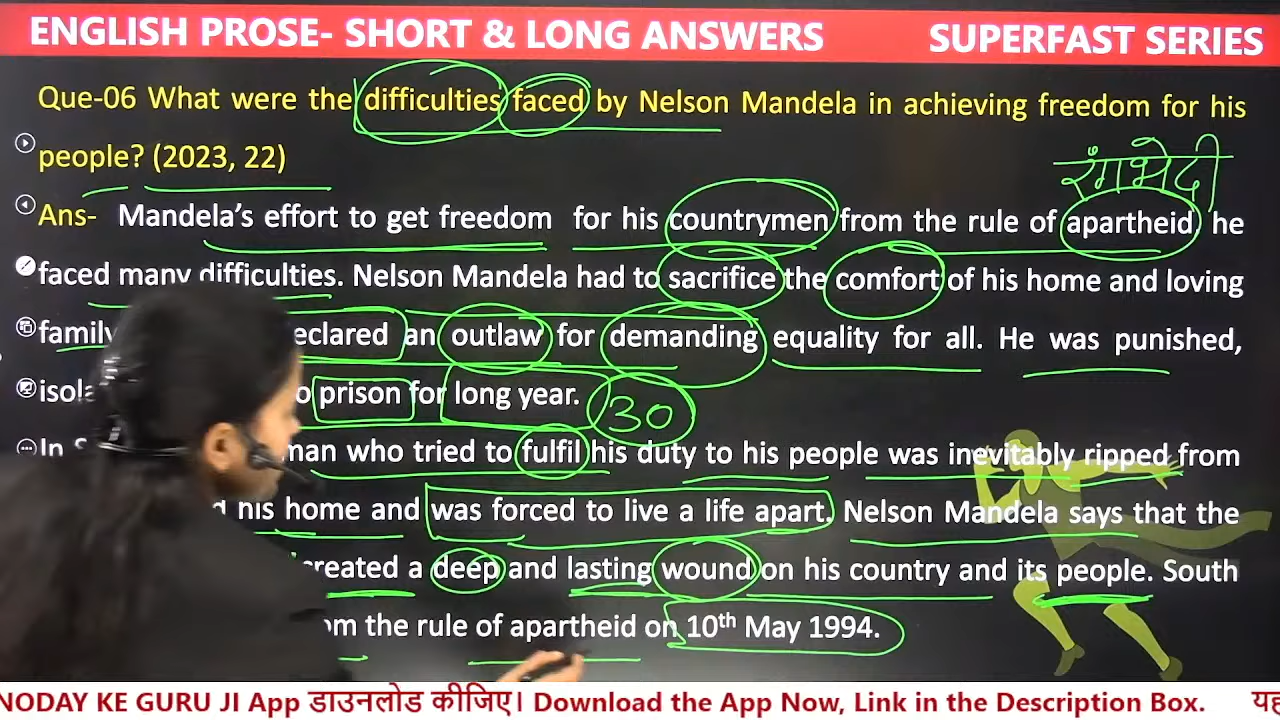 ENGLISH PROSE- SHORT & LONG ANSWERS SUPERFAST SERIES
Que-06 What were the difficulties faced by Nelson Mandela in achieving freedom for his
people? (2023, 22)
रंगभेदी
Ans- Mandela's effort to get freedom for his countrymen from the rule of apartheid, he
faced many difficulties. Nelson Mandela had to sacrifice the comfort of his home and loving
family eclared an outlaw for demanding equality for all. He was punished,
isola o prison for long year. 30
In S man who tried to fulfil his duty to his people was inevitably ripped from
d his home and was forced to live a life apart. Nelson Mandela says that the
created a deep and lasting wound on his country and its people. South
om the rule of apartheid on 10th May 1994.
NODAY KE GURU JI App डाउनलोड कीजिए। Download the App Now, Link in the Description Box. यह